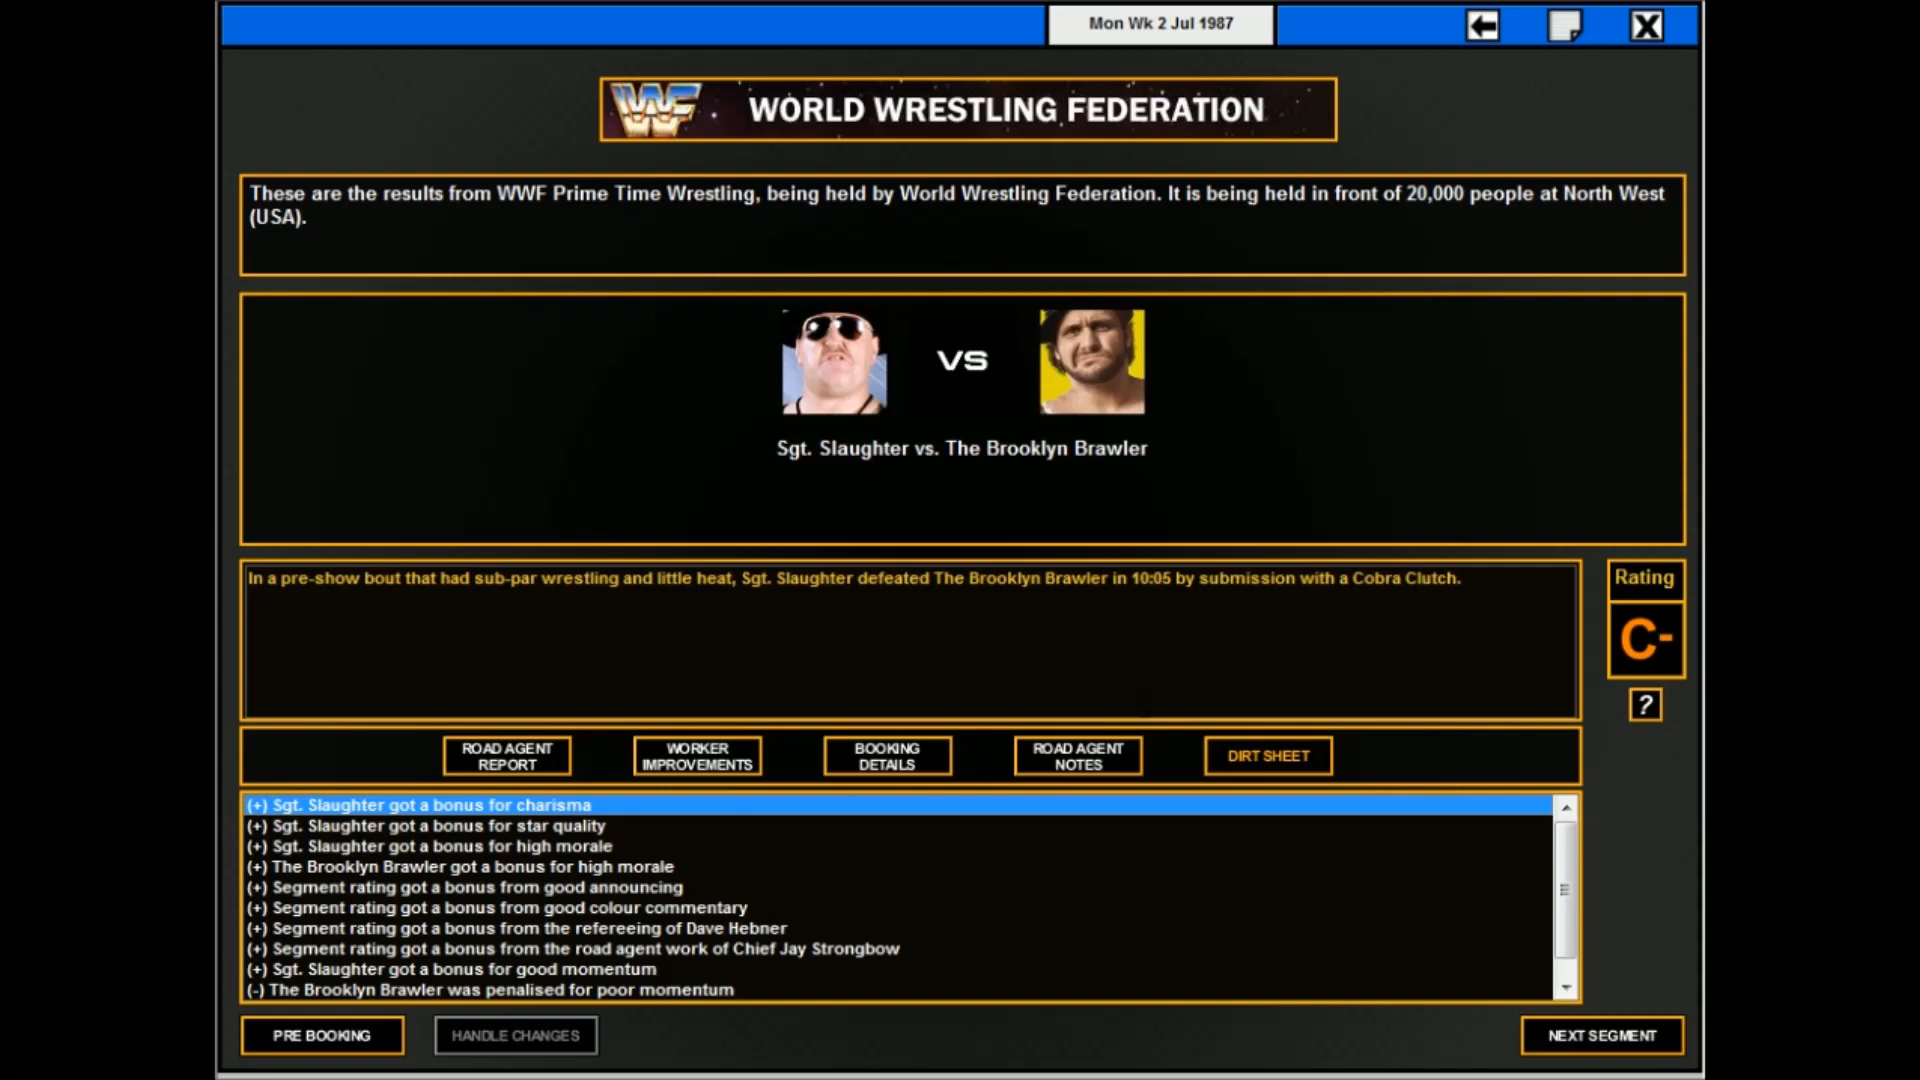 Mon Wk 2 Jul 1987
X
WWF
WORLD WRESTLING FEDERATION
These are the results from WWF Prime Time Wrestling, being held by World Wrestling Federation. It is being held in front of 20,000 people at North West
(USA).
VS
Sgt. Slaughter vs. The Brooklyn Brawler
In a pre-show bout that had sub-par wrestling and little heat, Sgt. Slaughter defeated The Brooklyn Brawler in 10:05 by submission with a Cobra Clutch.
Rating
C-
?
ROAD AGENT
REPORT
WORKER
IMPROVEMENTS
BOOKING
DETAILS
ROAD AGENT
NOTES
DIRT SHEET
(+) Sgt. Slaughter got a bonus for charisma
(+) Sgt. Slaughter got a bonus for star quality
(+) Sgt. Slaughter got a bonus for high morale
(+) The Brooklyn Brawler got a bonus for high morale
(+) Segment rating got a bonus from good announcing
(+) Segment rating got a bonus from good colour commentary
(+) Segment rating got a bonus from the refereeing of Dave Hebner
(+) Segment rating got a bonus from the road agent work of Chief Jay Strongbow
(+) Sgt. Slaughter got a bonus for good momentum
(-) The Brooklyn Brawler was penalised for poor momentum
PRE BOOKING
HANDLE CHANGES
NEXT SEGMENT